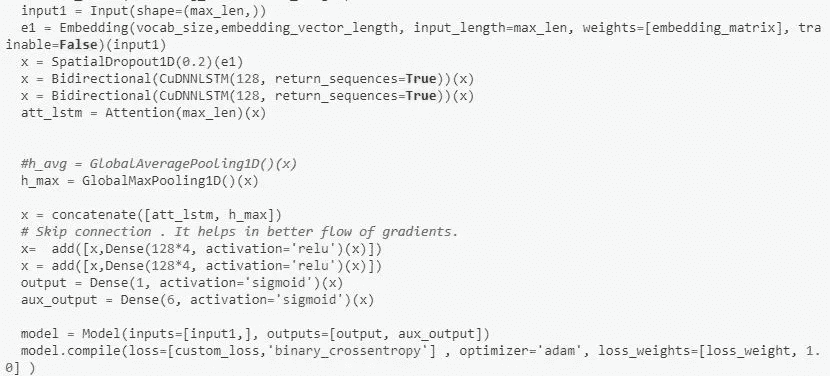 input1 = Input(shape=(max_len,))
e1 = Embedding(vocab_size,embedding_vector_length, input_length=max_len, weights=[embedding_matrix], tra
inable=False)(input1)
x = SpatialDropout1D(0.2)(e1)
x = Bidirectional(CuDNNLSTM(128, return_sequences=True))(x)
x = Bidirectional(CuDNNLSTM(128, return_sequences=True))(x)
att_lstm = Attention(max_len)(x)
#h_avg = GlobalAveragePooling1D()(x)
h_max = GlobalMaxPooling1D()(x)
x = concatenate([att_lstm, h_max])
# Skip connection . It helps in better flow of gradients.
x=  add([x,Dense(128*4, activation='relu')(x)])
x = add([x,Dense(128*4, activation='relu')(x)])
output = Dense(1, activation='sigmoid')(x)
aux_output = Dense(6, activation='sigmoid')(x)
model = Model(inputs=[input1,], outputs=[output, aux_output])
model.compile(loss=[custom_loss,'binary_crossentropy'] , optimizer='adam', loss_weights=[loss_weight, 1.
0] )